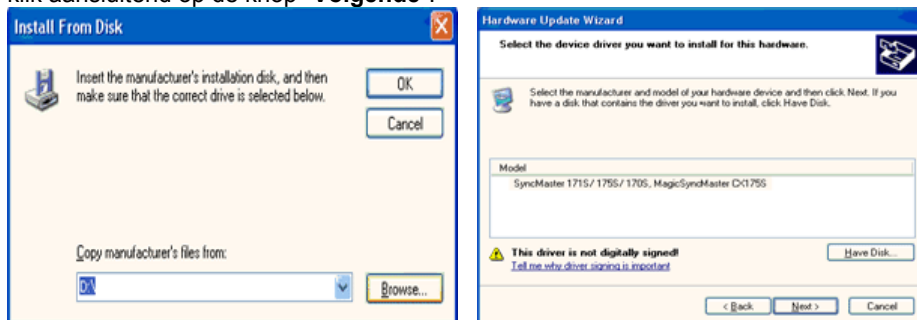 klik aansluitend op de knop "Volgende".
Install From Disk
Insert the manufacturer's installation disk, and then
make sure that the correct drive is selected below.
OK
Cancel
Copy manufacturer's files from:
D:\
Browse...
Hardware Update Wizard
Select the device driver you want to install for this hardware.
Select the manufacturer and model of your hardware device and then click Next. If you
have a disk that contains the driver you want to install, click Have Disk.
Model
SyncMaster 171S/ 175S/ 170S, MagicSyncMaster CX175S
This driver is not digitally signed!
Tell me why driver signing is important
Have Disk...
< Back
Next >
Cancel